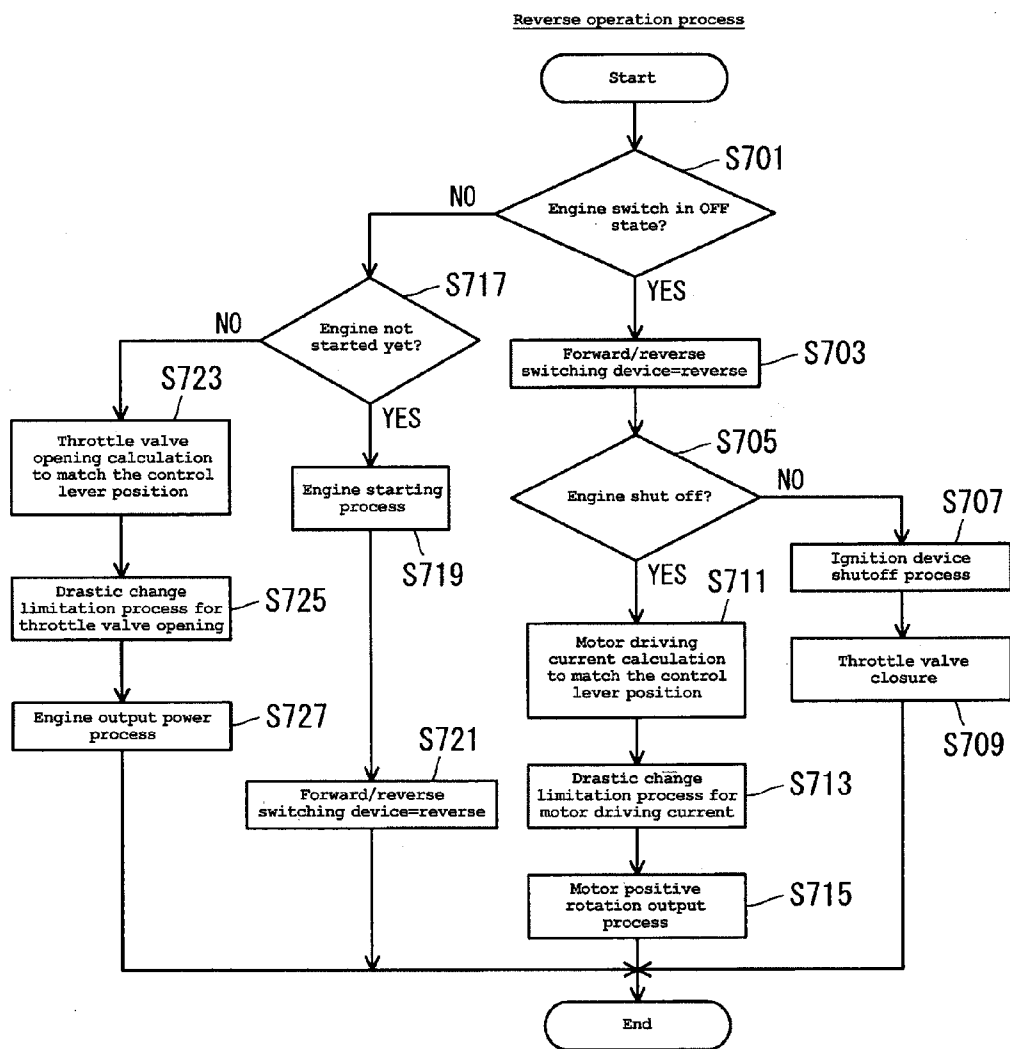 Reverse operation process
Start
S701
Engine switch in OFF
state?
NO
YES
S717
Engine not
started yet?
NO
YES
S703
Forward/reverse
switching device=reverse
S723
Throttle valve
opening calculation
to match the control
lever position
S705
Engine shut off?
NO
YES
Engine starting
process
S719
S707
Ignition device
shutoff process
S725
Drastic change
limitation process for
throttle valve opening
S711
Motor driving
current calculation
to match the control
lever position
Throttle valve
closure
S709
Engine output power
process
S727
S721
Forward/reverse
switching device=reverse
Drastic change
limitation process for
motor driving current
S713
Motor positive
rotation output
process
S715
End